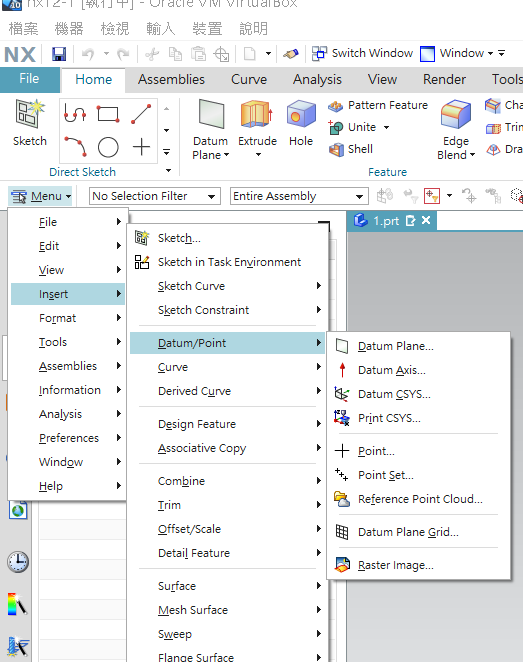 nx12-1 [執行中] - Oracle VM VirtualBox
檔案 機器 檢視 輸入 裝置 說明
NX Switch Window Window
File Home Assemblies Curve Analysis View Render Tools
Sketch
Datum Plane
Extrude
Hole
Pattern Feature
Unite
Shell
Edge Blend
Direct Sketch
Feature
Menu No Selection Filter Entire Assembly
1.prt
File
Edit
View
Insert
Format
Tools
Assemblies
Information
Analysis
Preferences
Window
Help
Sketch...
Sketch in Task Environment
Sketch Curve
Sketch Constraint
Datum/Point
Curve
Derived Curve
Design Feature
Associative Copy
Combine
Trim
Offset/Scale
Detail Feature
Surface
Mesh Surface
Sweep
Flange Surface
Datum Plane...
Datum Axis...
Datum CSYS...
Print CSYS...
Point...
Point Set...
Reference Point Cloud...
Datum Plane Grid...
Raster Image...